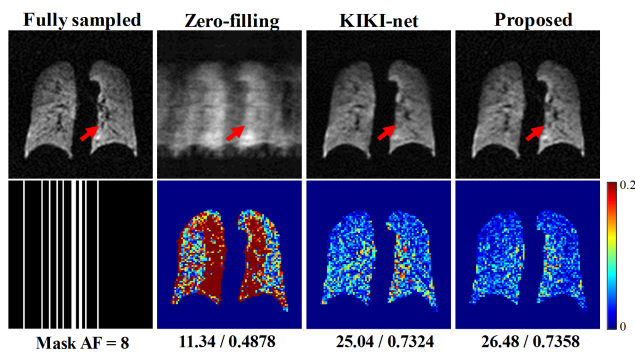 Fully sampled Zero-filling KIKI-net Proposed
0.2
0
Mask AF = 8 11.34 / 0.4878 25.04 / 0.7324 26.48 / 0.7358